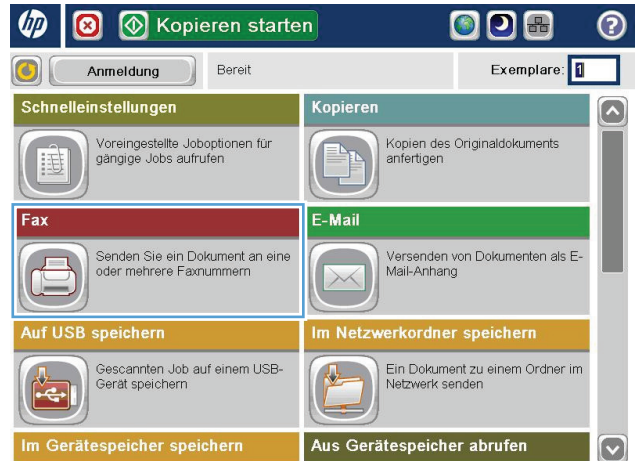 hp
Kopieren starten
?
Anmeldung
Bereit
Exemplare: 1
Schnelleinstellungen
Voreingestellte Joboptionen für
gängige Jobs aufrufen
Kopieren
Kopien des Originaldokuments
anfertigen
Fax
Senden Sie ein Dokument an eine
oder mehrere Faxnummern
E-Mail
Versenden von Dokumenten als E-
Mail-Anhang
Auf USB speichern
Gescannten Job auf einem USB-
Gerät speichern
Im Netzwerkordner speichern
Ein Dokument zu einem Ordner im
Netzwerk senden
Im Gerätespeicher speichern
Aus Gerätespeicher abrufen